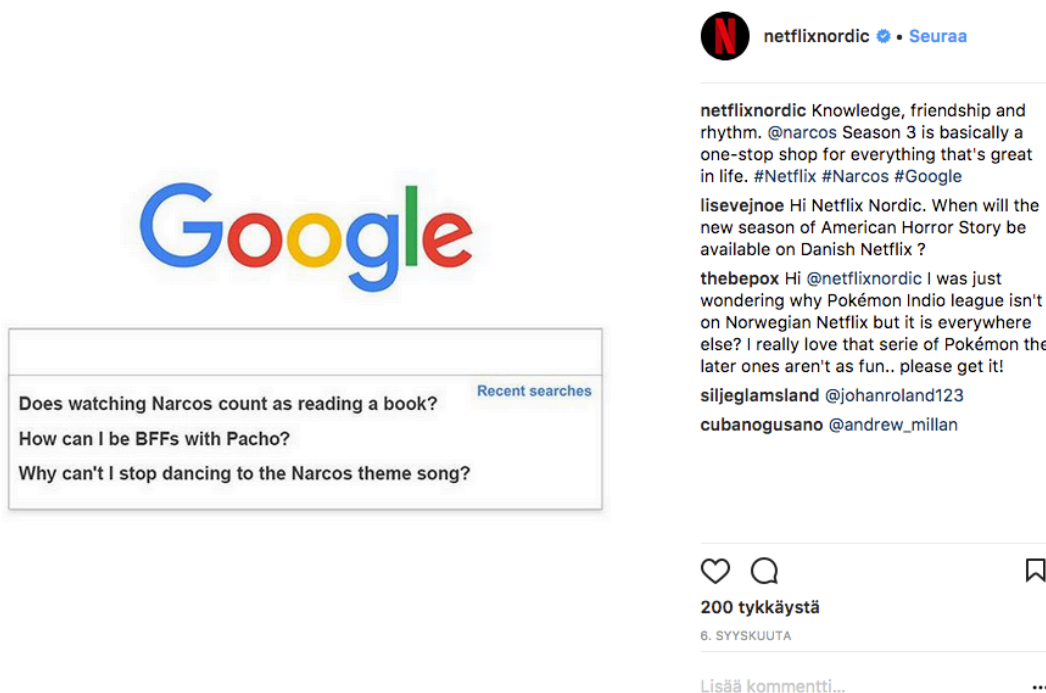 Google
Recent searches
Does watching Narcos count as reading a book?
How can I be BFFs with Pacho?
Why can't I stop dancing to the Narcos theme song?
N
netflixnordic • Seuraa
netflixnordic Knowledge, friendship and
rhythm. @narcos Season 3 is basically a
one-stop shop for everything that's great
in life. #Netflix #Narcos #Google
lisevejnoe Hi Netflix Nordic. When will the
new season of American Horror Story be
available on Danish Netflix ?
thebepox Hi @netflixnordic I was just
wondering why Pokémon Indio league isn't
on Norwegian Netflix but it is everywhere
else? I really love that serie of Pokémon the
later ones aren't as fun.. please get it!
siljeglamsland @johanroland123
cubanogusano @andrew_millan
200 tykkäystä
6. SYYSKUUTA
Lisää kommentti...